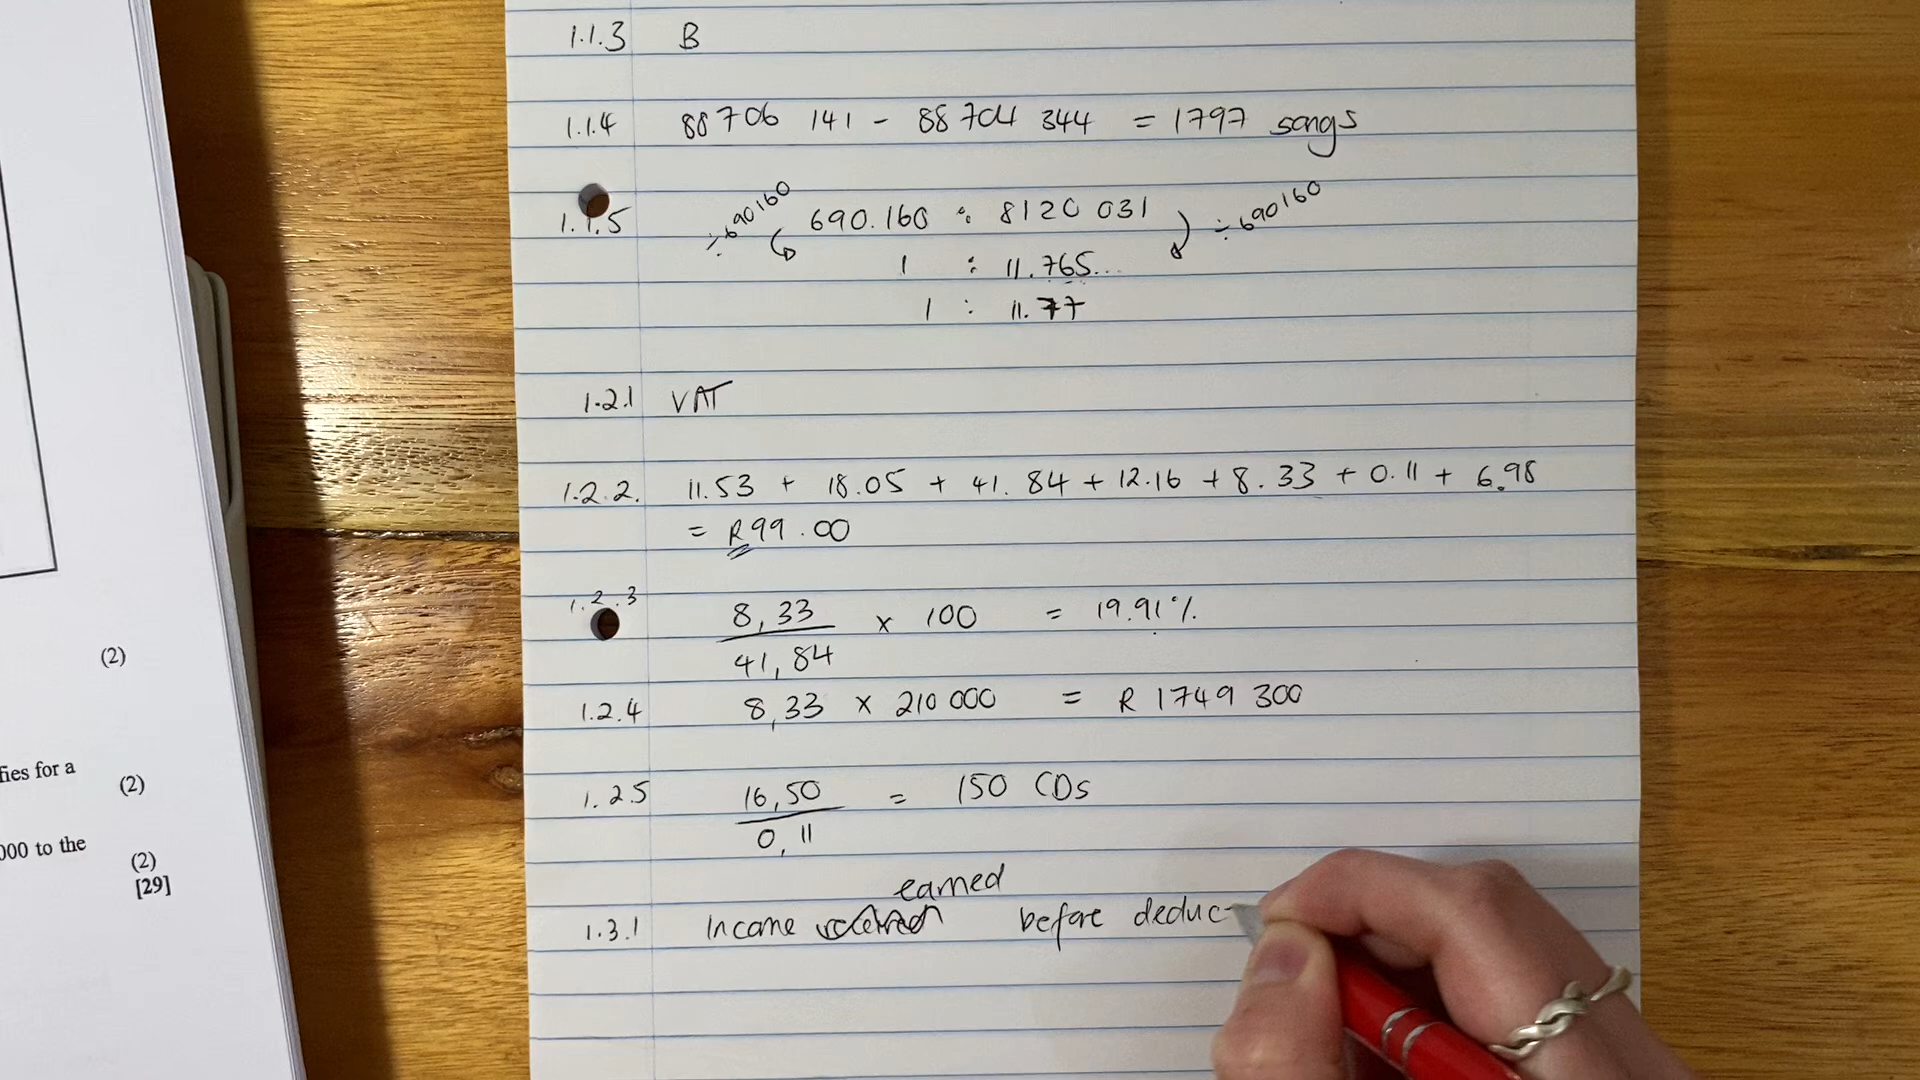 1.1.3 B
1.1.4 88 706 141 - 88 704 344 = 1797 songs
÷690160 ÷690160
1.1.5 690.160 : 8120 031
1 : 11.765...
1 : 11.77
1.2.1 VAT
1.2.2. 11.53 + 18.05 + 41.84 + 12.16 + 8.33 + 0.11 + 6.98
= R99.00
1.2.3 8,33 × 100 = 19.91%
41,84
1.2.4 8,33 × 210 000 = R 1749 300
1.2.5 16,50 = 150 CDs
0,11
earned
1.3.1 Income before deduc
(2)
fies for a
(2)
000 to the
(2)
[29]